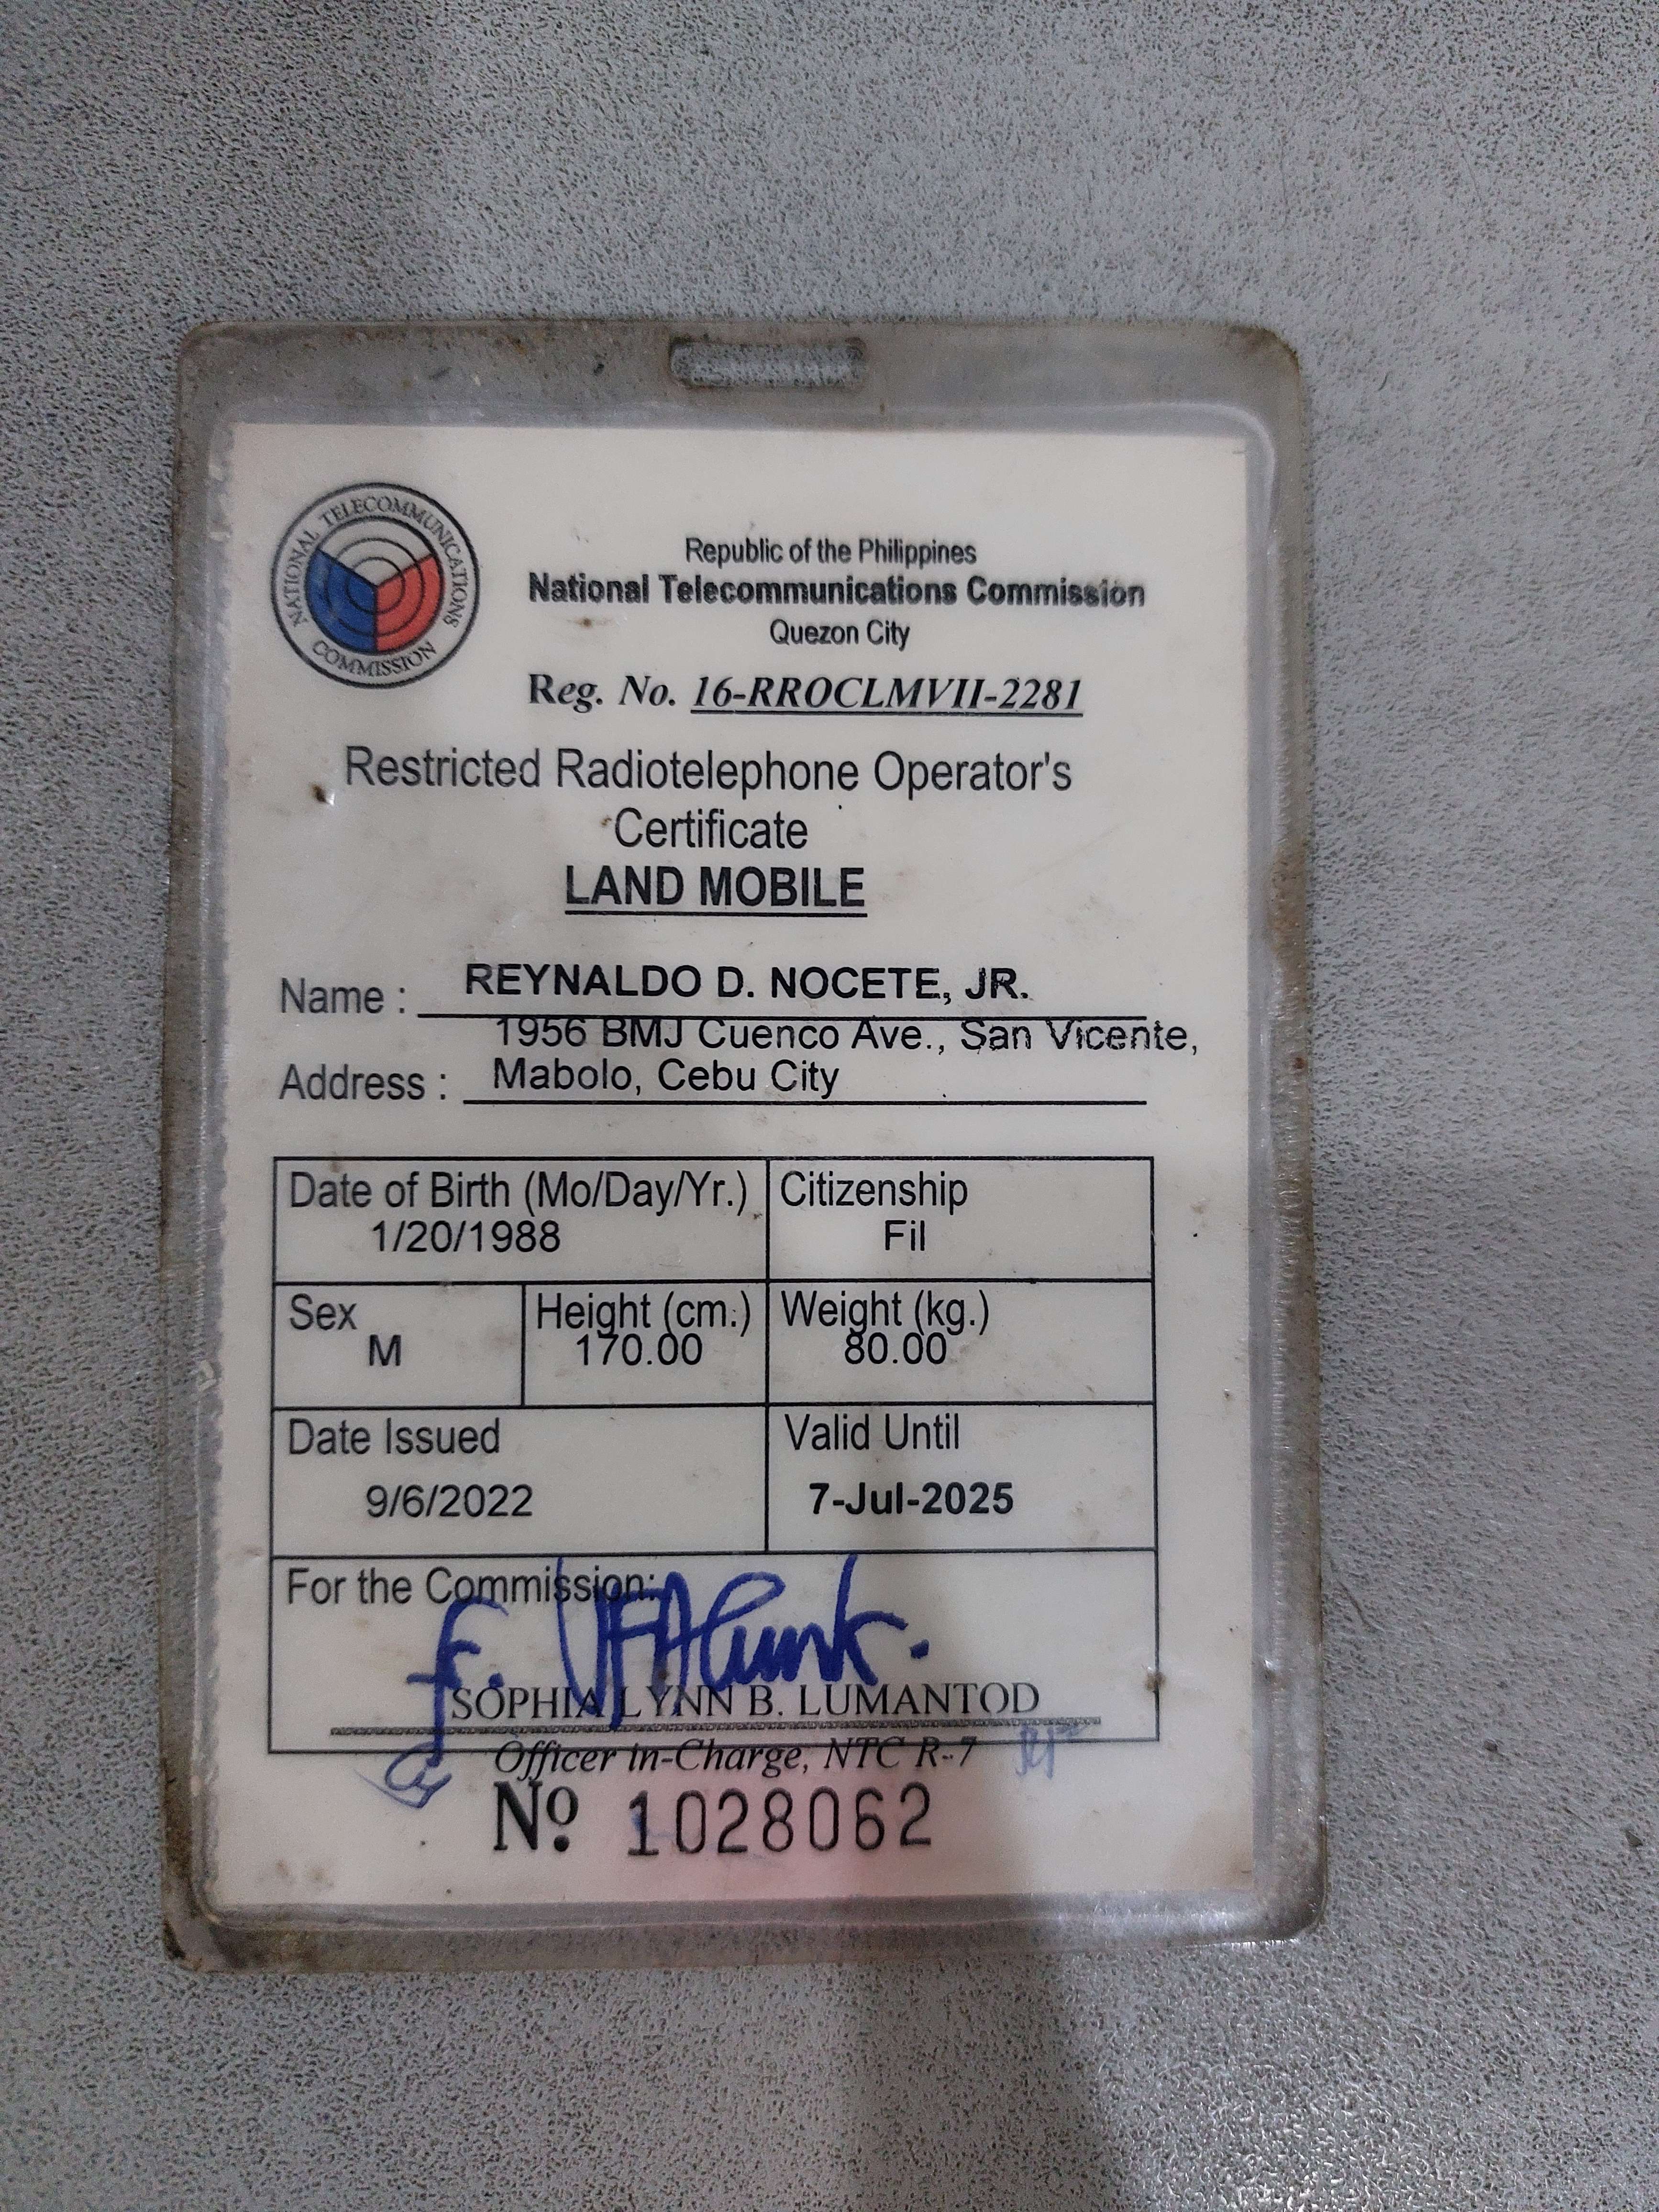 NATIONAL TELECOMMUNICATIONS COMMISSION
Republic of the Philippines
National Telecommunications Commission
Quezon City
Reg. No. 16-RROCLMVII-2281
Restricted Radiotelephone Operator's
Certificate
LAND MOBILE
Name : REYNALDO D. NOCETE, JR.
1956 BMJ Cuenco Ave., San Vicente,
Address : Mabolo, Cebu City
Date of Birth (Mo/Day/Yr.) Citizenship
1/20/1988 Fil
Sex Height (cm.) Weight (kg.)
M 170.00 80.00
Date Issued Valid Until
9/6/2022 7-Jul-2025
For the Commission:
SOPHIA LYNN B. LUMANTOD
Officer in-Charge, NTC R-7
Nº 1028062